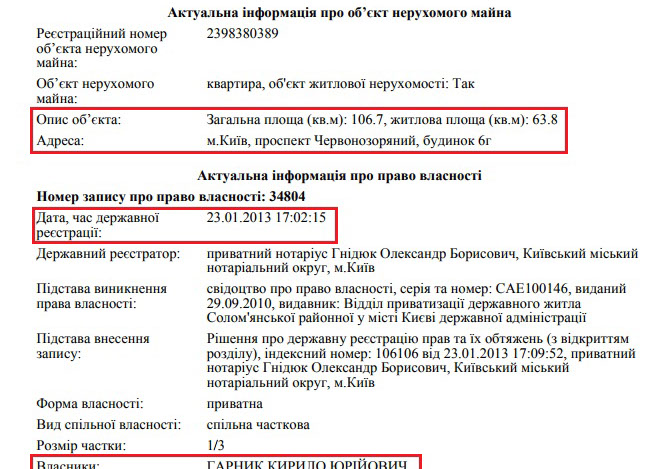 Актуальна інформація про об’єкт нерухомого майна
Реєстраційний номер об’єкта нерухомого майна: 2398380389
Об’єкт нерухомого майна: квартира, об'єкт житлової нерухомості: Так
Опис об’єкта: Загальна площа (кв.м): 106.7, житлова площа (кв.м): 63.8
Адреса: м.Київ, проспект Червонозоряний, будинок 6г
Актуальна інформація про право власності
Номер запису про право власності: 34804
Дата, час державної реєстрації: 23.01.2013 17:02:15
Державний реєстратор: приватний нотаріус Гнідюк Олександр Борисович, Київський міський
нотаріальний округ, м.Київ
Підстава виникнення права власності: свідоцтво про право власності, серія та номер: САЕ100146, виданий
29.09.2010, видавник: Відділ приватизації державного житла
Солом'янської районної у місті Києві державної адміністрації
Підстава внесення запису: Рішення про державну реєстрацію прав та їх обтяжень (з відкриттям
розділу), індексний номер: 106106 від 23.01.2013 17:09:52, приватний
нотаріус Гнідюк Олександр Борисович, Київський міський
нотаріальний округ, м.Київ
Форма власності: приватна
Вид спільної власності: спільна часткова
Розмір частки: 1/3
Власники: ГАРНИК КИРИЛО ЮРІЙОВИЧ